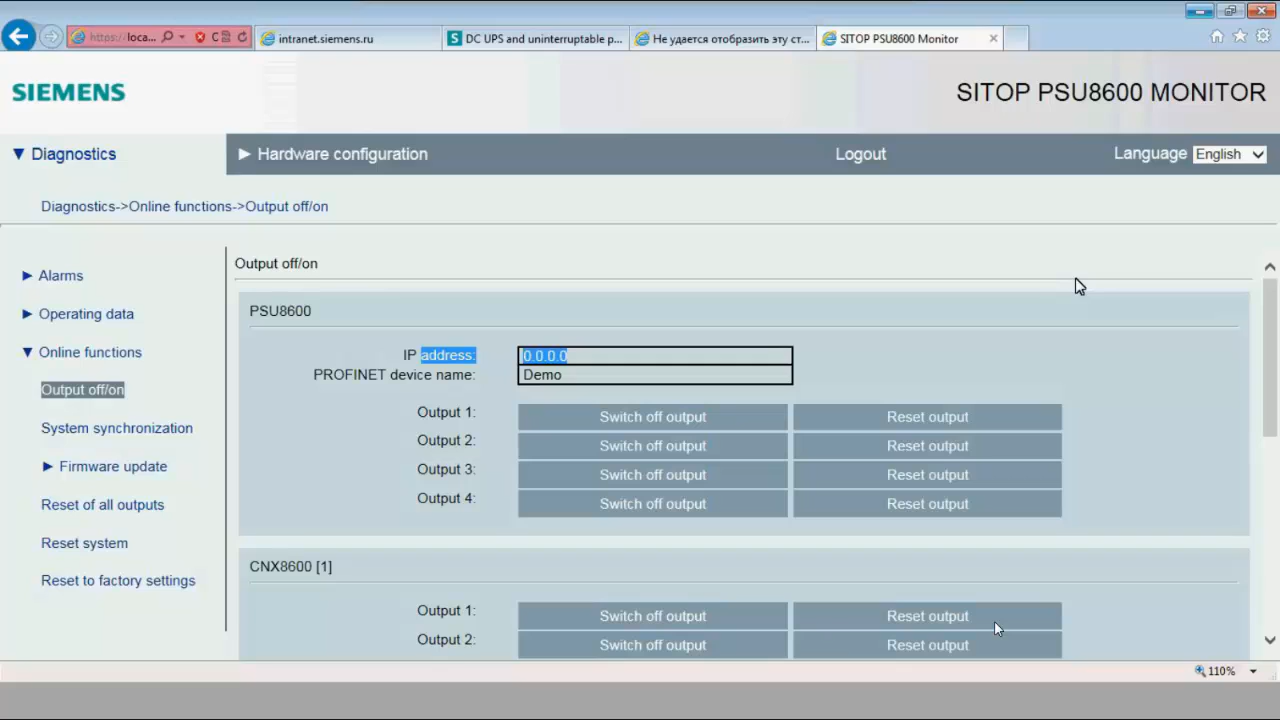 https://loca...
intranet.siemens.ru
DC UPS and uninterruptable p...
Не удается отобразить эту ст...
SITOP PSU8600 Monitor
SIEMENS
SITOP PSU8600 MONITOR
▼ Diagnostics
► Hardware configuration
Logout
Language English
Diagnostics->Online functions->Output off/on
► Alarms
► Operating data
▼ Online functions
Output off/on
System synchronization
► Firmware update
Reset of all outputs
Reset system
Reset to factory settings
Output off/on
PSU8600
IP address: 0.0.0.0
PROFINET device name: Demo
Output 1: Switch off output Reset output
Output 2: Switch off output Reset output
Output 3: Switch off output Reset output
Output 4: Switch off output Reset output
CNX8600 [1]
Output 1: Switch off output Reset output
Output 2: Switch off output Reset output
110%